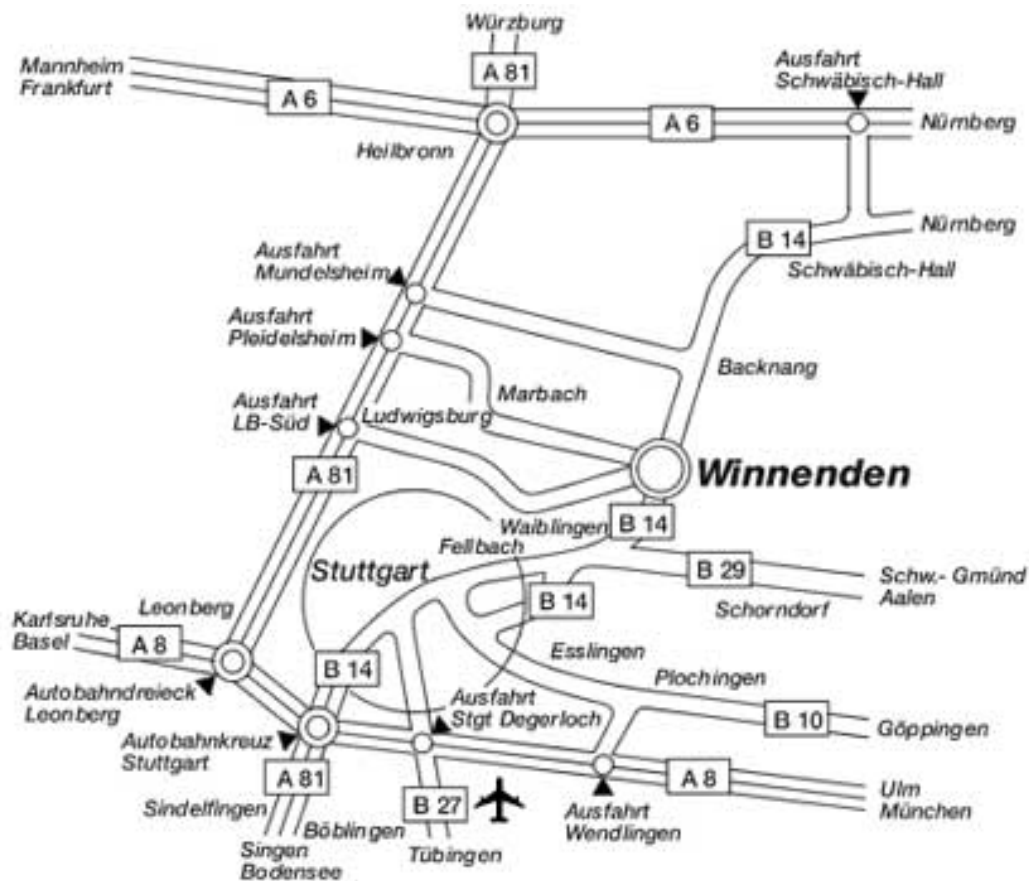 Würzburg
Mannheim
Frankfurt
A 6
A 81
A 6
Ausfahrt
Schwäbisch-Hall
Nürnberg
Heilbronn
Nürnberg
B 14
Schwäbisch-Hall
Ausfahrt
Mundelsheim
Ausfahrt
Pleidelsheim
Backnang
Marbach
Ausfahrt
LB-Süd
Ludwigsburg
A 81
Winnenden
Waiblingen
B 14
Fellbach
Stuttgart
B 29
Schw.- Gmünd
Aalen
B 14
Schorndorf
Karlsruhe
Basel
Leonberg
A 8
B 14
Esslingen
Plochingen
Autobahndreieck
Leonberg
Ausfahrt
Stgt Degerloch
B 10
Göppingen
Autobahnkreuz
Stuttgart
A 81
Sindelfingen
Böblingen
Singen
Bodensee
B 27
Tübingen
Ausfahrt
Wendlingen
A 8
Ulm
München